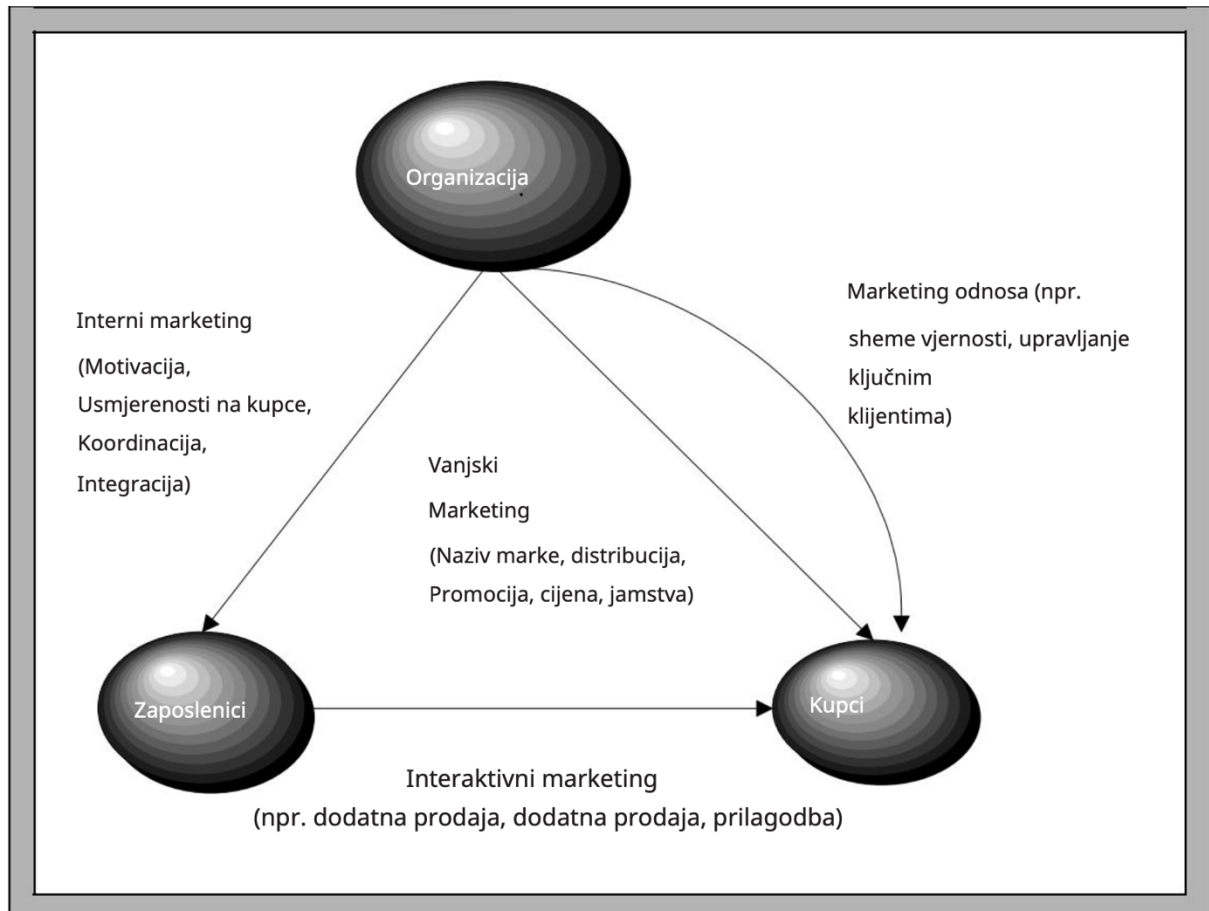 Organizacija
Marketing odnosa (npr.
sheme vjernosti, upravljanje
ključnim
klijentima)
Interni marketing
(Motivacija,
Usmjerenosti na kupce,
Koordinacija,
Integracija)
Vanjski
Marketing
(Naziv marke, distribucija,
Promocija, cijena, jamstva)
Zaposlenici
Kupci
Interaktivni marketing
(npr. dodatna prodaja, dodatna prodaja, prilagodba)